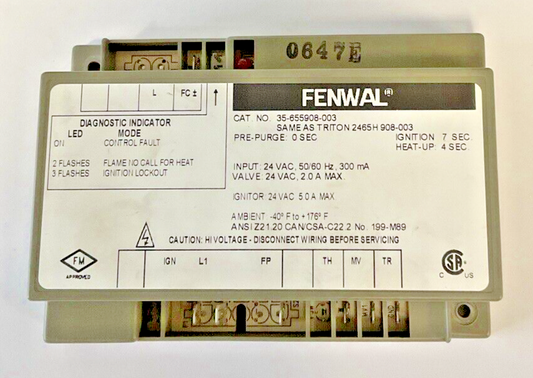 0647E
L FC ±
DIAGNOSTIC INDICATOR
LED MODE
ON CONTROL FAULT
2 FLASHES FLAME NO CALL FOR HEAT
3 FLASHES IGNITION LOCKOUT
FENWAL®
CAT. NO. 35-655908-003
SAME AS TRITON 2465H 908-003
PRE-PURGE: 0 SEC IGNITION 7 SEC
HEAT-UP: 4 SEC
INPUT: 24 VAC, 50/60 Hz, 300 mA
VALVE: 24 VAC, 2.0 A MAX.
IGNITOR: 24 VAC 5.0 A MAX.
AMBIENT -40° F to +176° F
ANSI Z21.20 CAN/CSA-C22.2 No. 199-M89
CAUTION: HI VOLTAGE - DISCONNECT WIRING BEFORE SERVICING
FM
APPROVED
IGN L1 FP TH MV TR
SA
C US